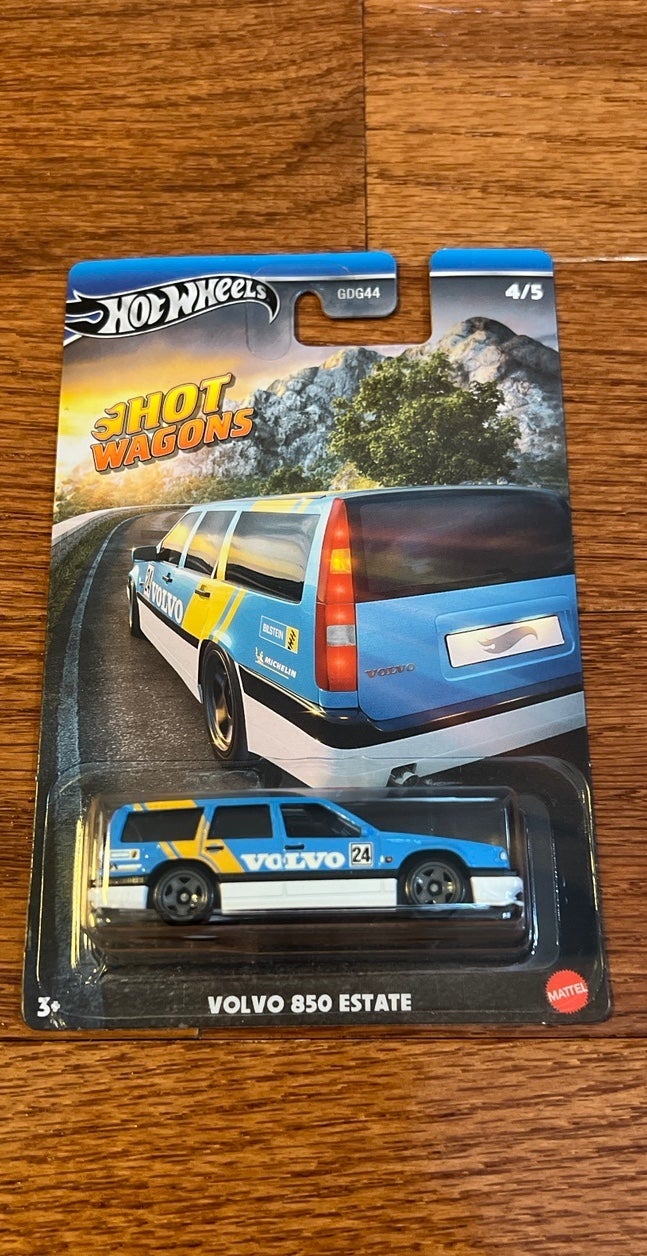 HOT WHEELS
GDG44
4/5
HOT
WAGONS
VOLVO
BILSTEIN
MICHELIN
VOLVO
VOLVO
24
3+
VOLVO 850 ESTATE
MATTEL